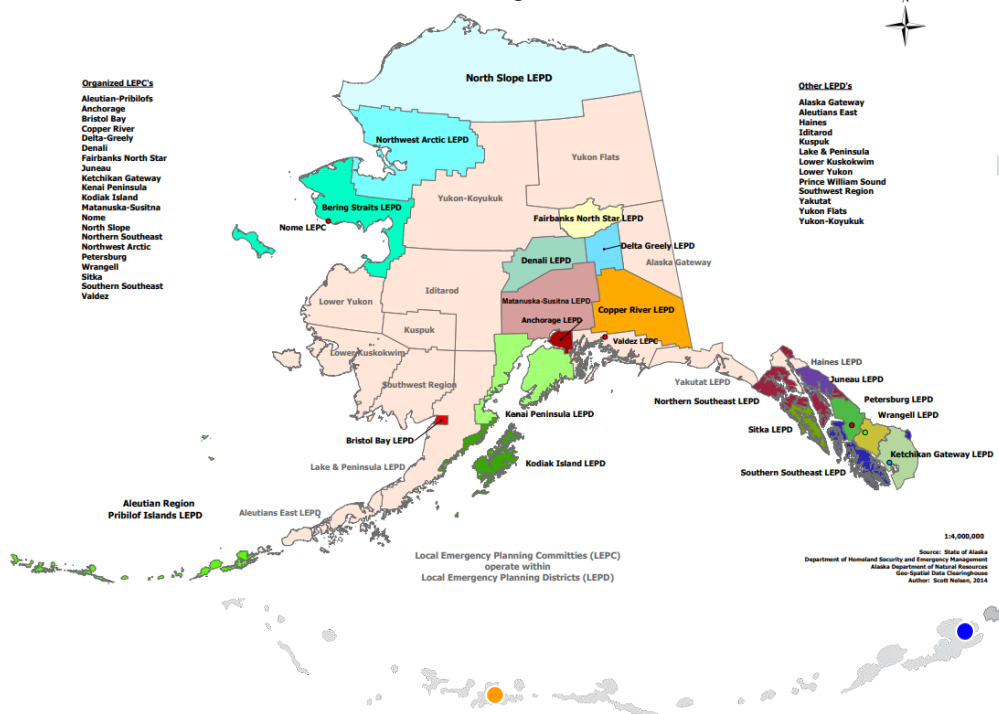 N
Organized LEPC's
Aleutian-Pribilofs
Anchorage
Bristol Bay
Copper River
Delta-Greely
Denali
Fairbanks North Star
Juneau
Ketchikan Gateway
Kenai Peninsula
Kodiak Island
Matanuska-Susitna
Nome
North Slope
Northern Southeast
Northwest Arctic
Petersburg
Wrangell
Sitka
Southern Southeast
Valdez
Other LEPD's
Alaska Gateway
Aleutians East
Haines
Iditarod
Kuspuk
Lake & Peninsula
Lower Kuskokwim
Lower Yukon
Prince William Sound
Southwest Region
Yakutat
Yukon Flats
Yukon-Koyukuk
North Slope LEPD
Northwest Arctic LEPD
Yukon Flats
Yukon-Koyukuk
Bering Straits LEPD
Nome LEPC
Fairbanks North Star LEPD
Delta Greely LEPD
Denali LEPD
Alaska Gateway
Iditarod
Lower Yukon
Matanuska-Susitna LEPD
Copper River LEPD
Anchorage LEPD
Kuspuk
Valdez LEPC
Lower Kuskokwim
Haines LEPD
Southwest Region
Yakutat LEPD
Juneau LEPD
Northern Southeast LEPD
Petersburg LEPD
Kenai Peninsula LEPD
Wrangell LEPD
Sitka LEPD
Bristol Bay LEPD
Ketchikan Gateway LEPD
Kodiak Island LEPD
Lake & Peninsula LEPD
Southern Southeast LEPD
Aleutian Region
Pribilof Islands LEPD
Aleutians East LEPD
Local Emergency Planning Committees (LEPC)
operate within
Local Emergency Planning Districts (LEPD)
1:4,000,000
Source: State of Alaska
Department of Homeland Security and Emergency Management
Alaska Department of Natural Resources
Geo-Spatial Data Clearinghouse
Author: Scott Nelsen, 2014